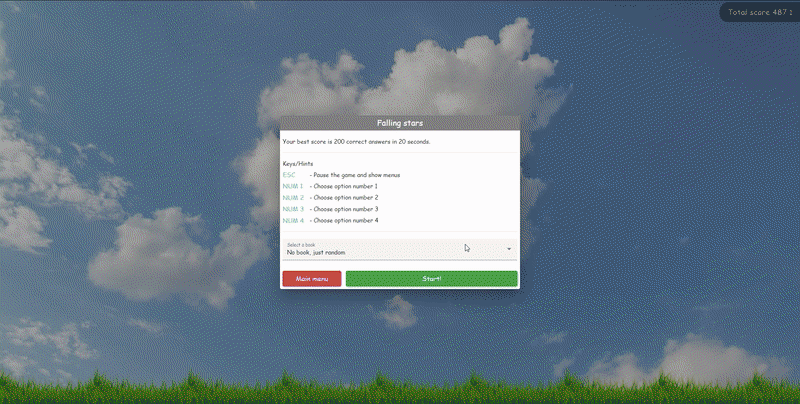 Total score 487 !
Falling stars
Your best score is 200 correct answers in 20 seconds.
Keys/Hints
ESC - Pause the game and show menus
NUM 1 - Choose option number 1
NUM 2 - Choose option number 2
NUM 3 - Choose option number 3
NUM 4 - Choose option number 4
Select a book
No book, just random
Main menu Start!